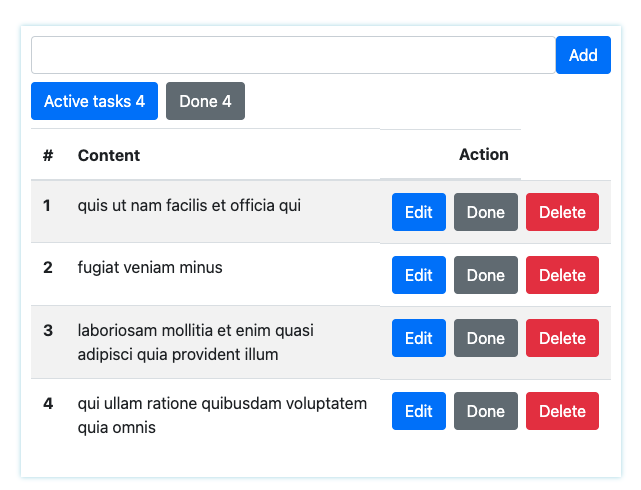 Add
Active tasks 4 Done 4
# Content Action
1 quis ut nam facilis et officia qui Edit Done Delete
2 fugiat veniam minus Edit Done Delete
3 laboriosam mollitia et enim quasi Edit Done Delete
adipisci quia provident illum
4 qui ullam ratione quibusdam voluptatem Edit Done Delete
quia omnis